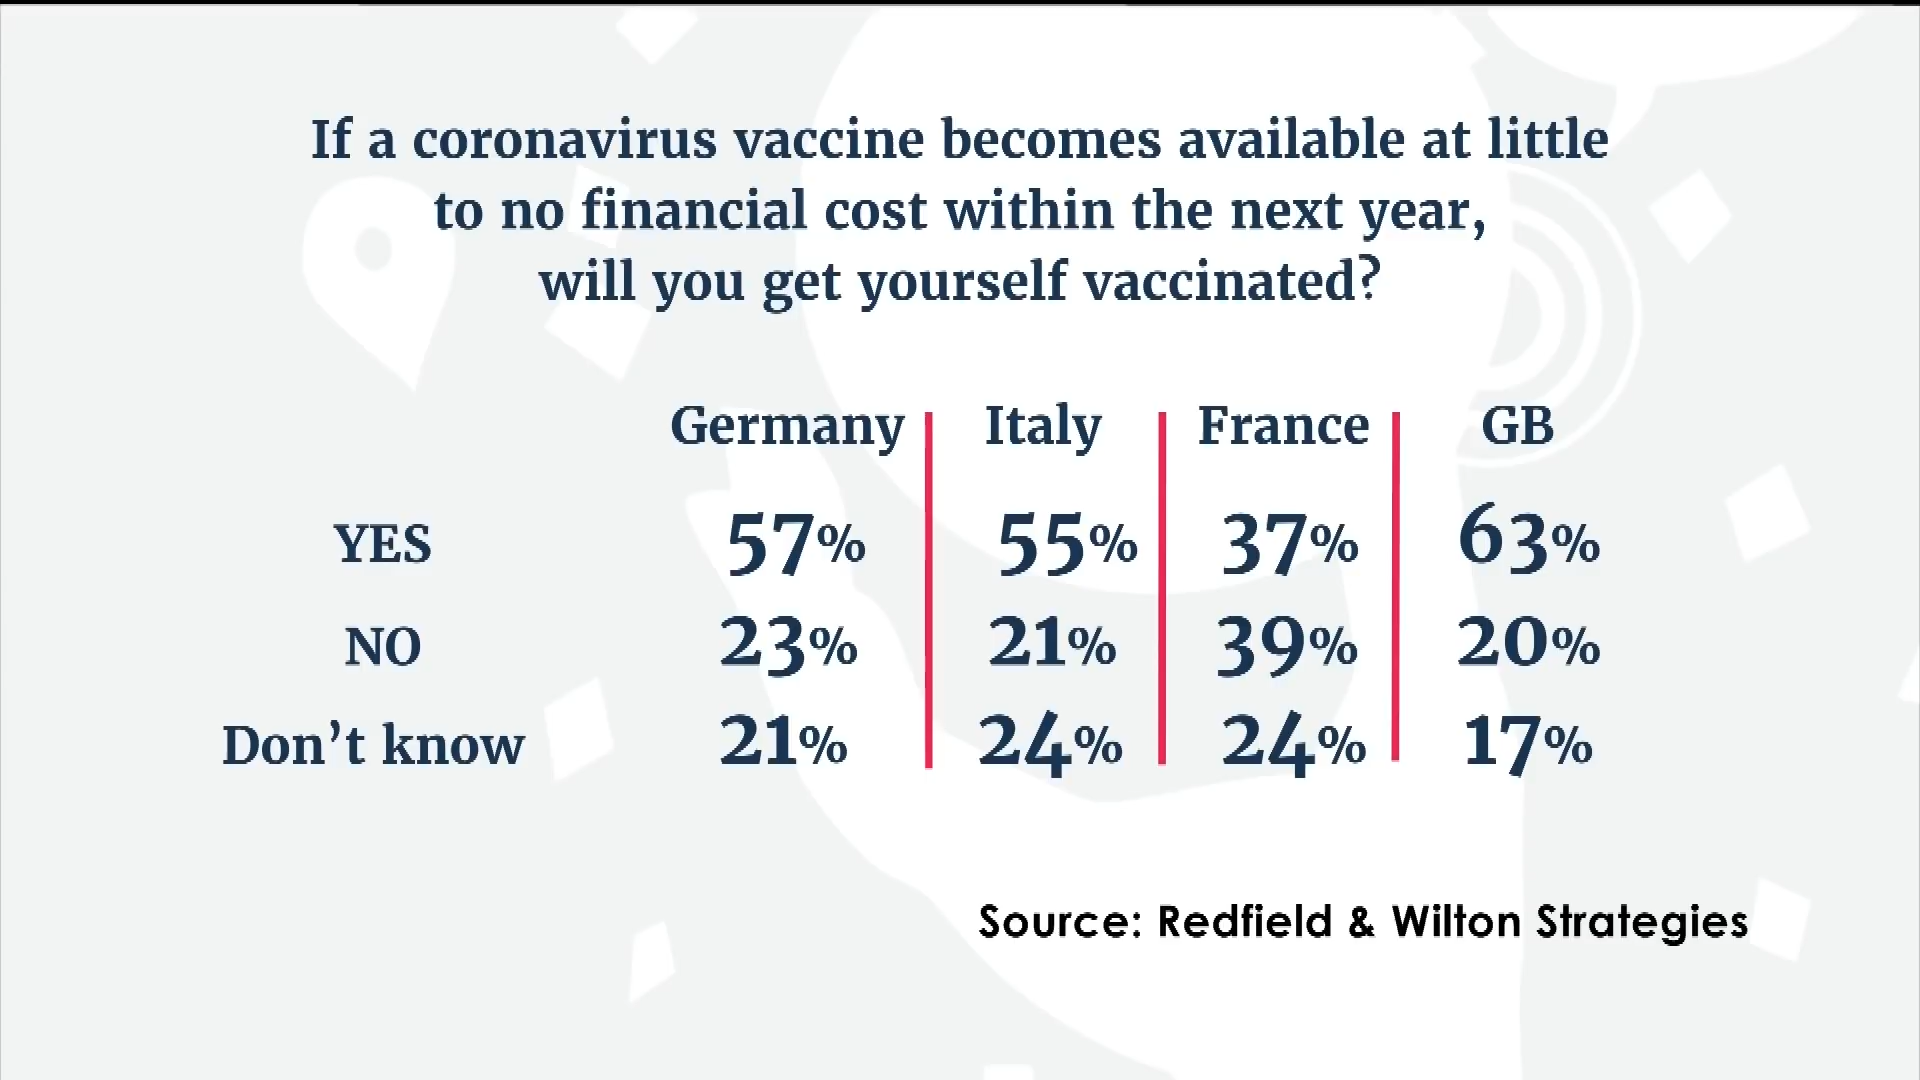 If a coronavirus vaccine becomes available at little
to no financial cost within the next year,
will you get yourself vaccinated?
Germany Italy France GB
YES 57% 55% 37% 63%
NO 23% 21% 39% 20%
Don’t know 21% 24% 24% 17%
Source: Redfield & Wilton Strategies